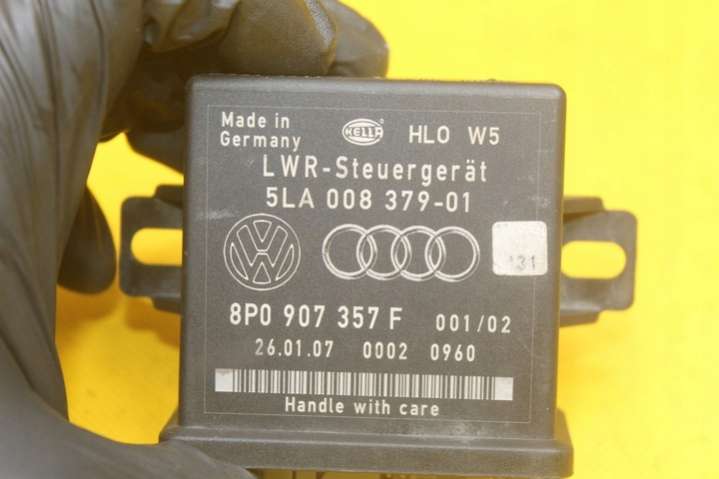 Made in
Germany
HELLA
HLO W5
LWR-Steuergerät
5LA 008 379-01
131
8P0 907 357 F 001/02
26.01.07 0002 0960
Handle with care